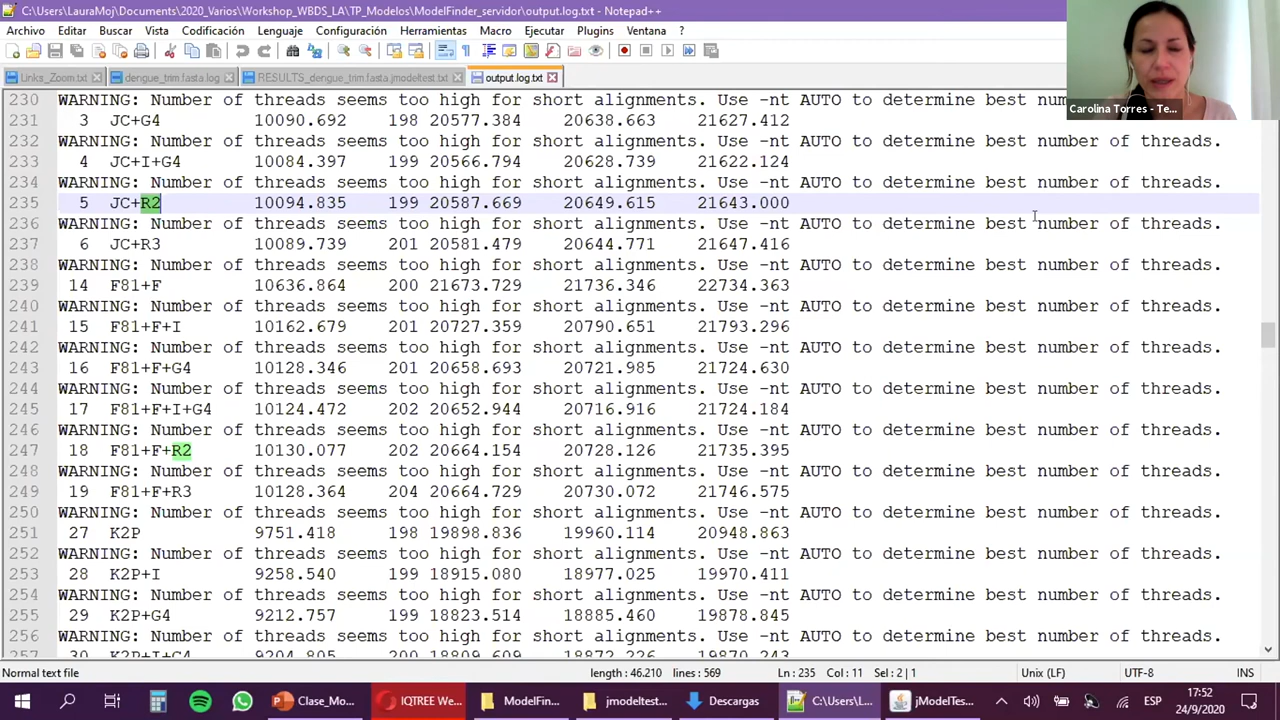 C:\Users\LauraMoj\Documents\2020_Varios\Workshop_WBDS_LA\TP_Modelos\ModelFinder_servidor\output.log.txt - Notepad++
Archivo Editar Buscar Vista Codificación Lenguaje Configuración Herramientas Macro Ejecutar Plugins Ventana ?
Links_Zoom.txt dengue_trim.fasta.log RESULTS_dengue_trim.fasta.jmodeltest.txt output.log.txt
Carolina Torres - Te...
230 WARNING: Number of threads seems too high for short alignments. Use -nt AUTO to determine best
231 3 JC+G4 10090.692 198 20577.384 20638.663 21627.412
232 WARNING: Number of threads seems too high for short alignments. Use -nt AUTO to determine best number of threads.
233 4 JC+I+G4 10084.397 199 20566.794 20628.739 21622.124
234 WARNING: Number of threads seems too high for short alignments. Use -nt AUTO to determine best number of threads.
235 5 JC+R2 10094.835 199 20587.669 20649.615 21643.000
236 WARNING: Number of threads seems too high for short alignments. Use -nt AUTO to determine best number of threads.
237 6 JC+R3 10089.739 201 20581.479 20644.771 21647.416
238 WARNING: Number of threads seems too high for short alignments. Use -nt AUTO to determine best number of threads.
239 14 F81+F 10636.864 200 21673.729 21736.346 22734.363
240 WARNING: Number of threads seems too high for short alignments. Use -nt AUTO to determine best number of threads.
241 15 F81+F+I 10162.679 201 20727.359 20790.651 21793.296
242 WARNING: Number of threads seems too high for short alignments. Use -nt AUTO to determine best number of threads.
243 16 F81+F+G4 10128.346 201 20658.693 20721.985 21724.630
244 WARNING: Number of threads seems too high for short alignments. Use -nt AUTO to determine best number of threads.
245 17 F81+F+I+G4 10124.472 202 20652.944 20716.916 21724.184
246 WARNING: Number of threads seems too high for short alignments. Use -nt AUTO to determine best number of threads.
247 18 F81+F+R2 10130.077 202 20664.154 20728.126 21735.395
248 WARNING: Number of threads seems too high for short alignments. Use -nt AUTO to determine best number of threads.
249 19 F81+F+R3 10128.364 204 20664.729 20730.072 21746.575
250 WARNING: Number of threads seems too high for short alignments. Use -nt AUTO to determine best number of threads.
251 27 K2P 9751.418 198 19898.836 19960.114 20948.863
252 WARNING: Number of threads seems too high for short alignments. Use -nt AUTO to determine best number of threads.
253 28 K2P+I 9258.540 199 18915.080 18977.025 19970.411
254 WARNING: Number of threads seems too high for short alignments. Use -nt AUTO to determine best number of threads.
255 29 K2P+G4 9212.757 199 18823.514 18885.460 19878.845
256 WARNING: Number of threads seems too high for short alignments. Use -nt AUTO to determine best number of threads.
257 30 K2P+I+G4 9204.805 200 18809.609 18872.226 19870.243
Normal text file length : 46.210 lines : 569 Ln : 235 Col : 11 Sel : 2 | 1 Unix (LF) UTF-8 INS
Clase_Mo... IQTREE We... ModelFin... jmodeltest... Descargas C:\Users\L... jModelTes... ESP 17:52
24/9/2020